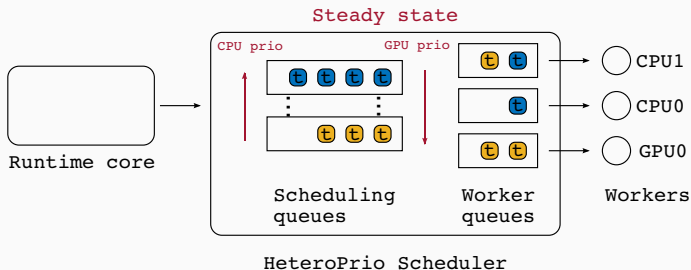 Steady state
CPU prio
GPU prio
t t t t
t t t
t t
t
t t
CPU1
CPU0
GPU0
Runtime core
Scheduling
queues
Worker
queues
Workers
HeteroPrio Scheduler